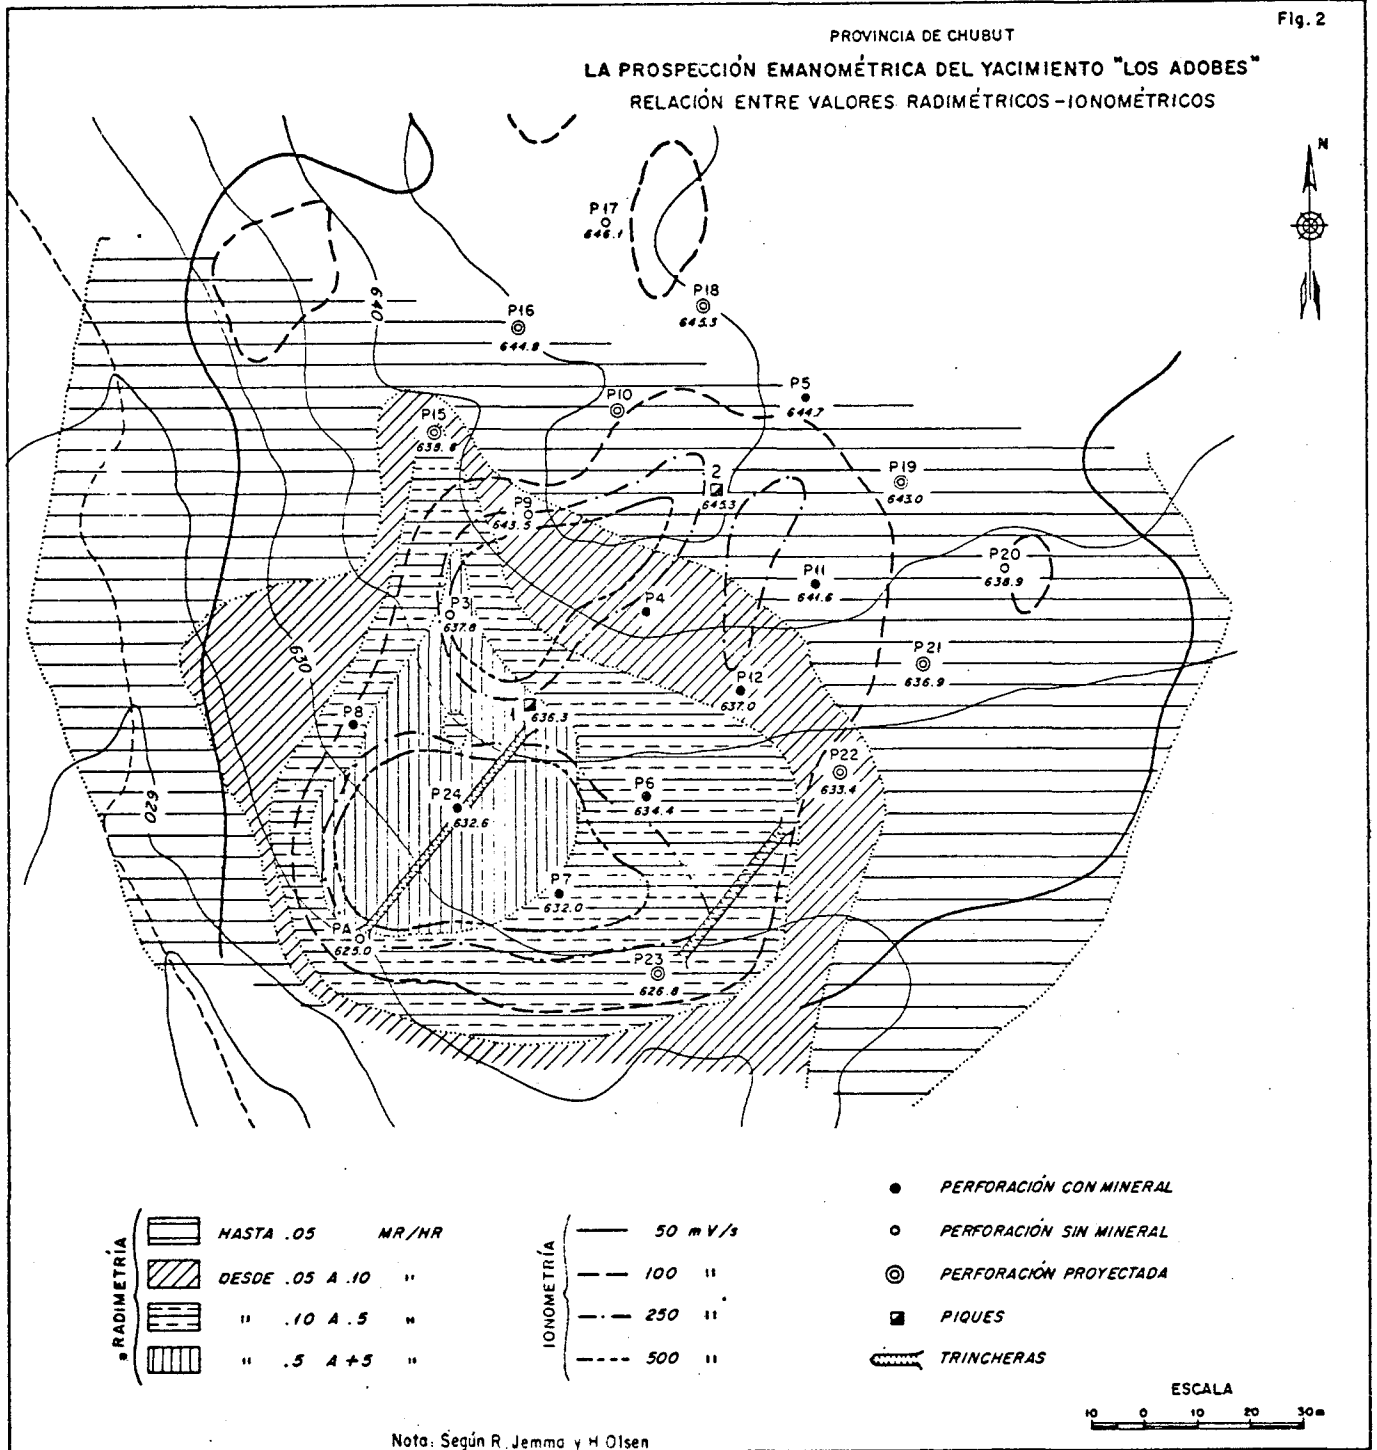 Fig. 2
PROVINCIA DE CHUBUT
LA PROSPECCIÓN EMANOMÉTRICA DEL YACIMIENTO "LOS ADOBES"
RELACIÓN ENTRE VALORES RADIMÉTRICOS-IONOMÉTRICOS
N
P17
646.1
P18
645.3
640
P16
644.8
P5
644.7
P10
P15
639.6
P19
643.0
2
645.3
P9
643.5
P20
638.9
P11
641.6
P3
637.8
P4
630
P21
636.9
P12
637.0
P8
636.3
P22
633.4
620
P24
632.6
P6
634.4
P7
632.0
PA
625.0
P23
626.8
RADIMETRÍA
HASTA .05 MR/HR
DESDE .05 A .10 "
" .10 A .5 "
" .5 A +5 "
IONOMETRÍA
50 mV/s
100 "
250 "
500 "
PERFORACIÓN CON MINERAL
PERFORACIÓN SIN MINERAL
PERFORACIÓN PROYECTADA
PIQUES
TRINCHERAS
ESCALA
10 0 10 20 30 m
Nota: Según R. Jemma y H Olsen